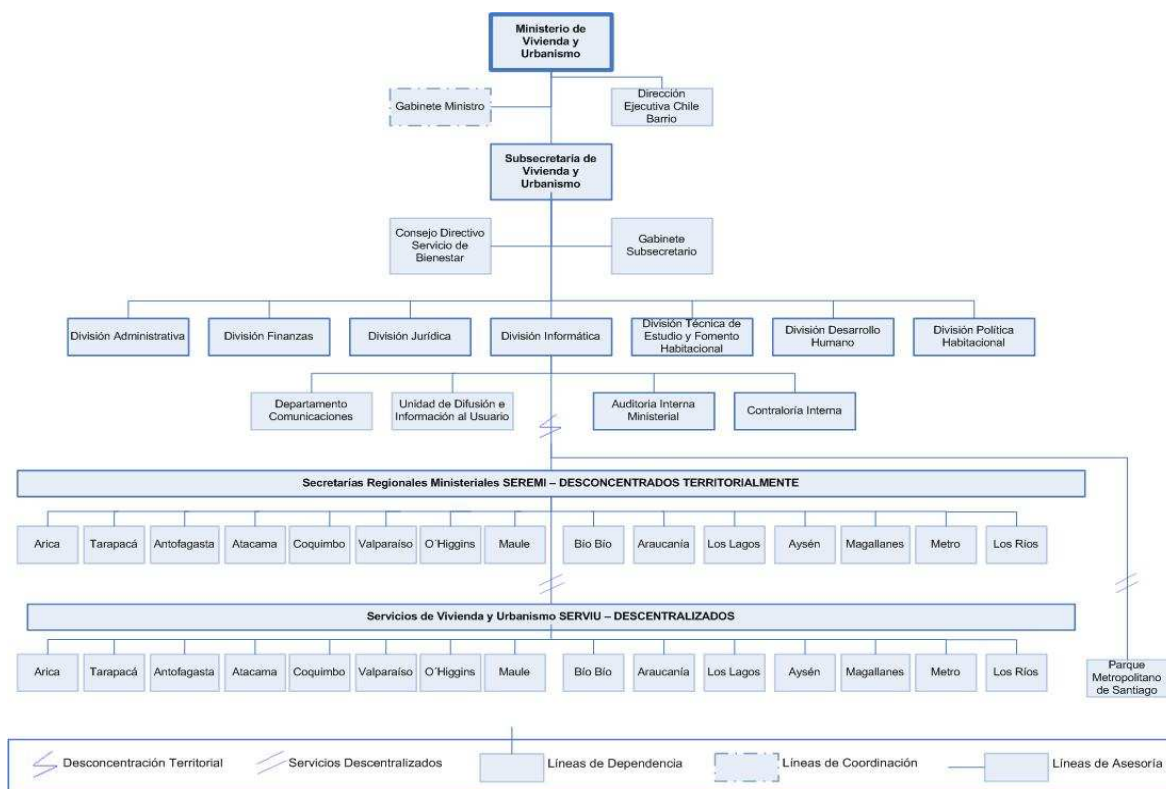 Ministerio de
Vivienda y
Urbanismo
Gabinete Ministro
Dirección
Ejecutiva Chile
Barrio
Subsecretaría de
Vivienda y
Urbanismo
Consejo Directivo
Servicio de
Bienestar
Gabinete
Subsecretario
División Administrativa
División Finanzas
División Jurídica
División Informática
División Técnica de
Estudio y Fomento
Habitacional
División Desarrollo
Humano
División Política
Habitacional
Departamento
Comunicaciones
Unidad de Difusión e
Información al Usuario
Auditoria Interna
Ministerial
Contraloría Interna
Secretarías Regionales Ministeriales SEREMI – DESCONCENTRADOS TERRITORIALMENTE
Arica
Tarapacá
Antofagasta
Atacama
Coquimbo
Valparaíso
O´Higgins
Maule
Bío Bío
Araucanía
Los Lagos
Aysén
Magallanes
Metro
Los Ríos
Servicios de Vivienda y Urbanismo SERVIU – DESCENTRALIZADOS
Arica
Tarapacá
Antofagasta
Atacama
Coquimbo
Valparaíso
O´Higgins
Maule
Bío Bío
Araucanía
Los Lagos
Aysén
Magallanes
Metro
Los Ríos
Parque
Metropolitano
de Santiago
Desconcentración Territorial
Servicios Descentralizados
Líneas de Dependencia
Líneas de Coordinación
Líneas de Asesoría